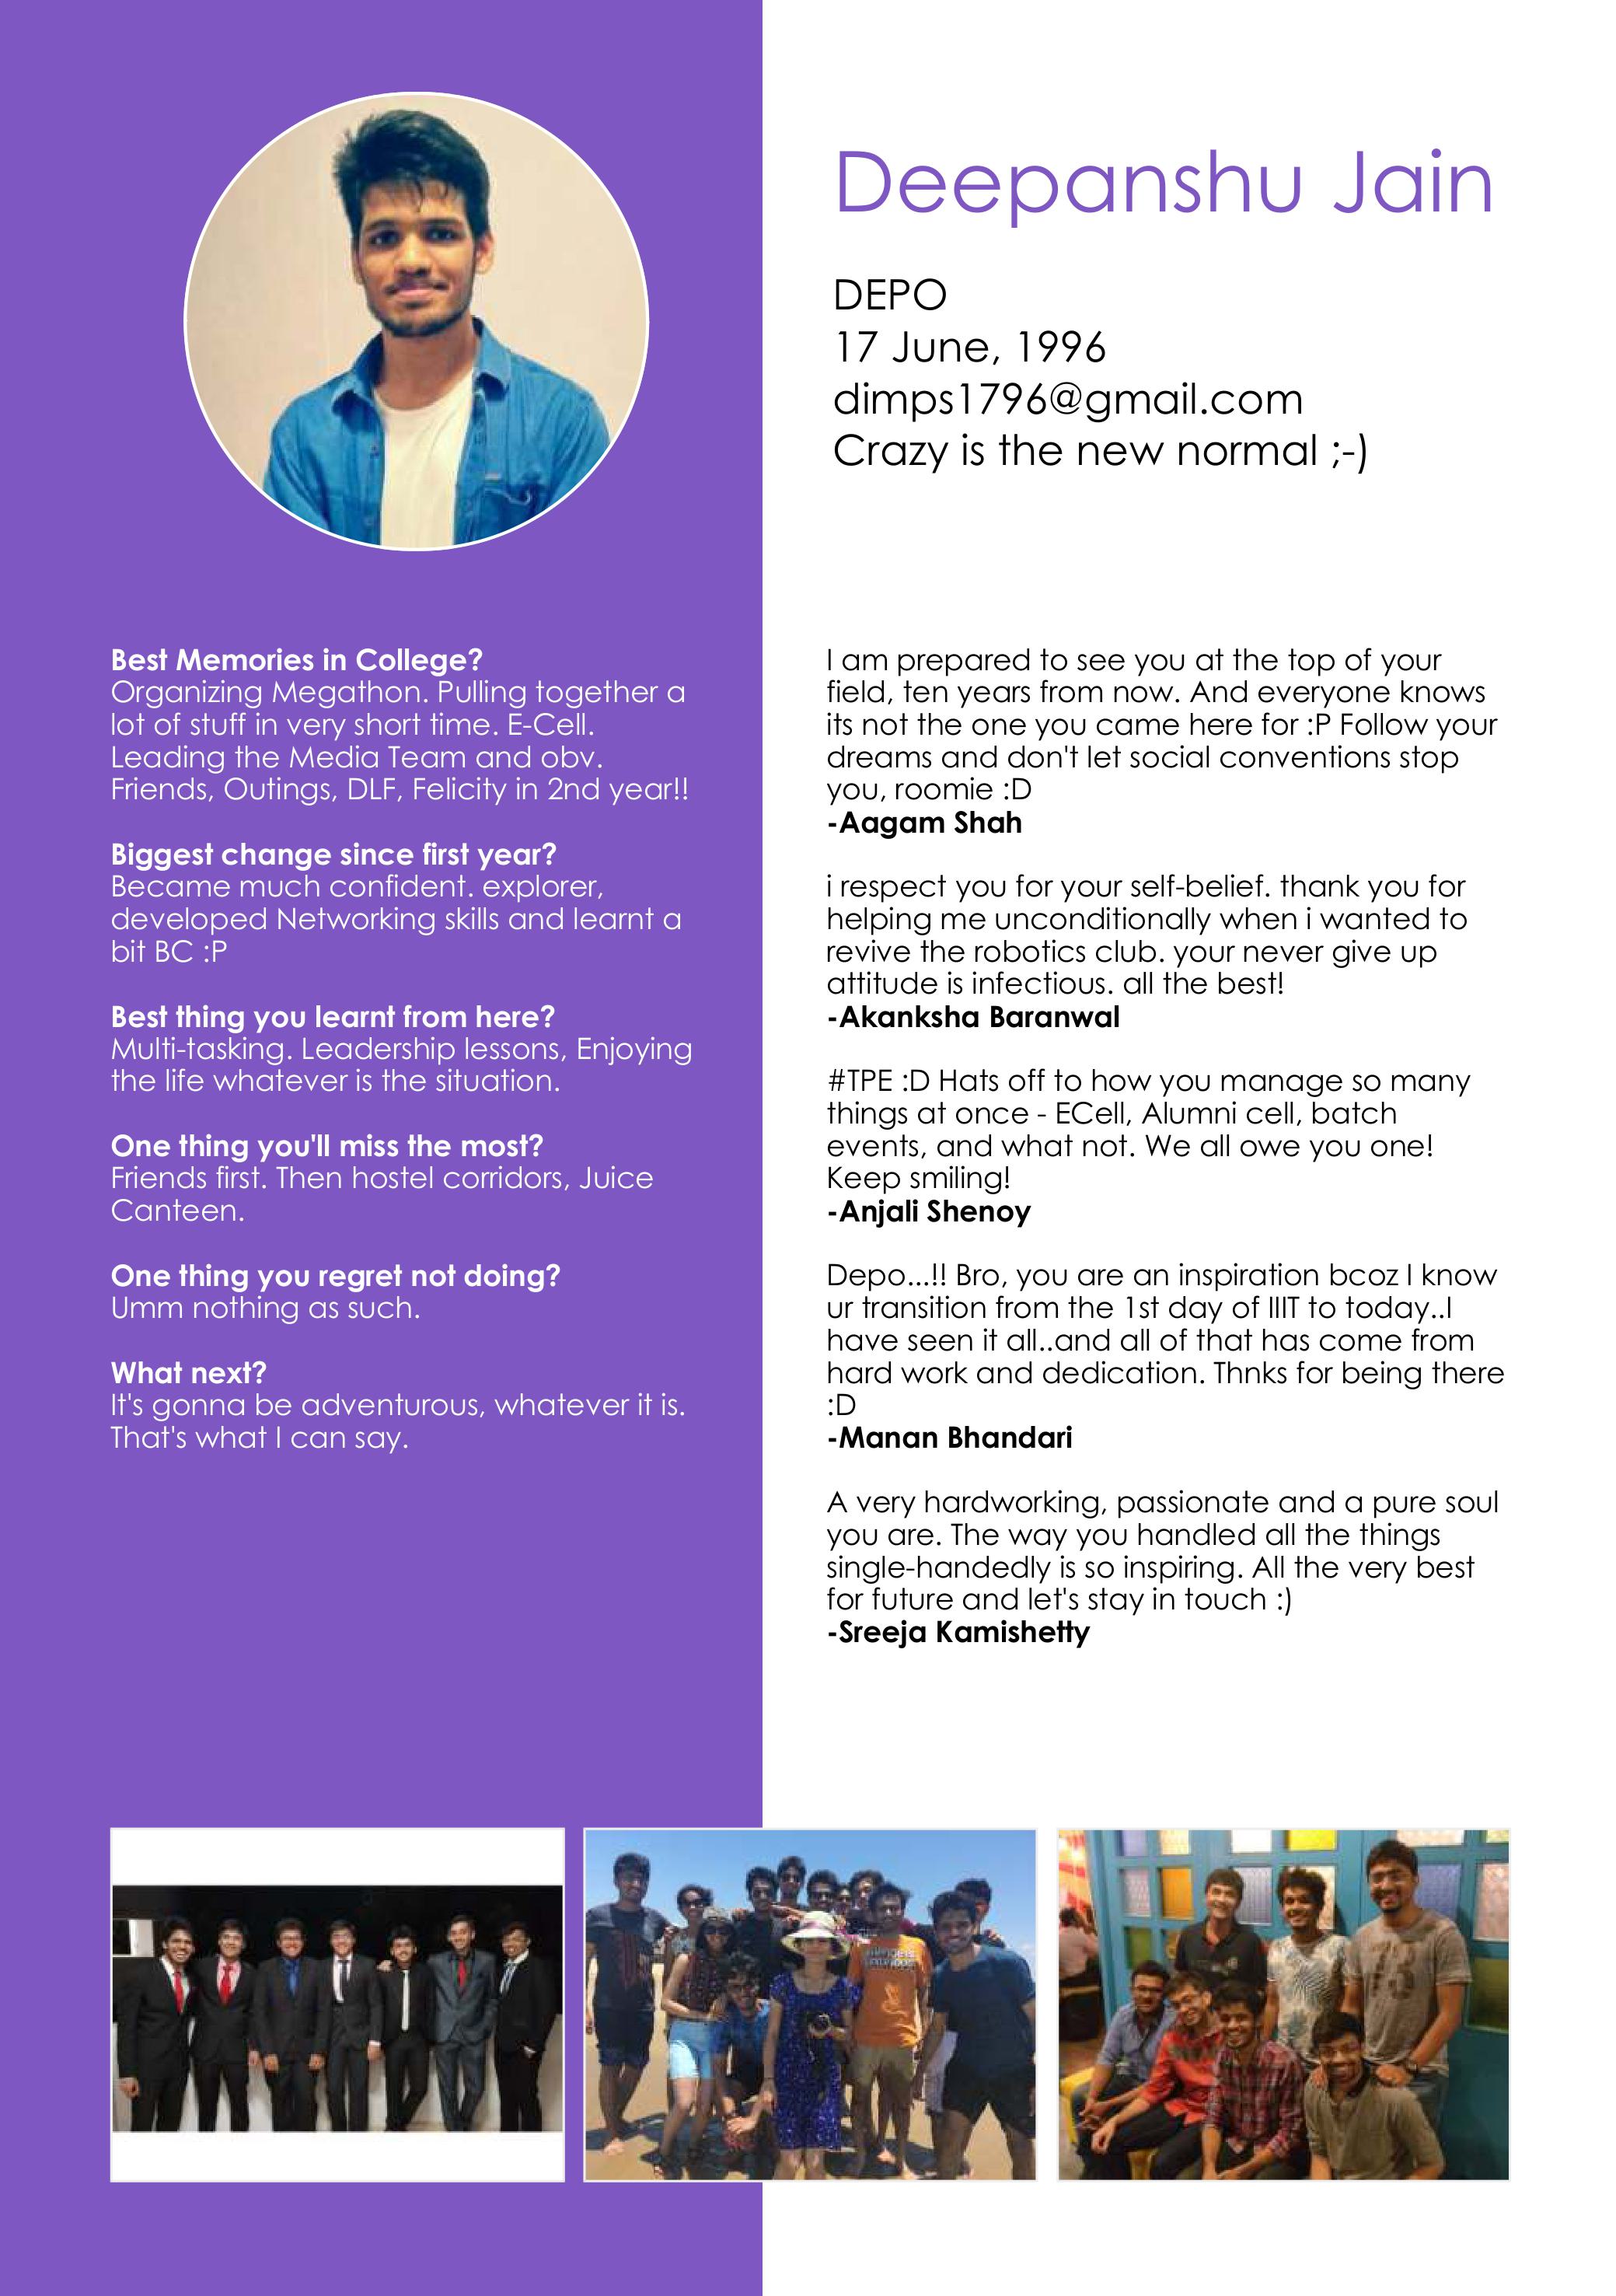 Deepanshu Jain
DEPO
17 June, 1996
dimps1796@gmail.com
Crazy is the new normal ;-)
Best Memories in College?
Organizing Megathon. Pulling together a
lot of stuff in very short time. E-Cell.
Leading the Media Team and obv.
Friends, Outings, DLF, Felicity in 2nd year!!
Biggest change since first year?
Became much confident. explorer,
developed Networking skills and learnt a
bit BC :P
Best thing you learnt from here?
Multi-tasking. Leadership lessons, Enjoying
the life whatever is the situation.
One thing you'll miss the most?
Friends first. Then hostel corridors, Juice
Canteen.
One thing you regret not doing?
Umm nothing as such.
What next?
It's gonna be adventurous, whatever it is.
That's what I can say.
I am prepared to see you at the top of your
field, ten years from now. And everyone knows
its not the one you came here for :P Follow your
dreams and don't let social conventions stop
you, roomie :D
-Aagam Shah
i respect you for your self-belief. thank you for
helping me unconditionally when i wanted to
revive the robotics club. your never give up
attitude is infectious. all the best!
-Akanksha Baranwal
#TPE :D Hats off to how you manage so many
things at once - ECell, Alumni cell, batch
events, and what not. We all owe you one!
Keep smiling!
-Anjali Shenoy
Depo...!! Bro, you are an inspiration bcoz I know
ur transition from the 1st day of IIIT to today..I
have seen it all..and all of that has come from
hard work and dedication. Thnks for being there
:D
-Manan Bhandari
A very hardworking, passionate and a pure soul
you are. The way you handled all the things
single-handedly is so inspiring. All the very best
for future and let's stay in touch :)
-Sreeja Kamishetty